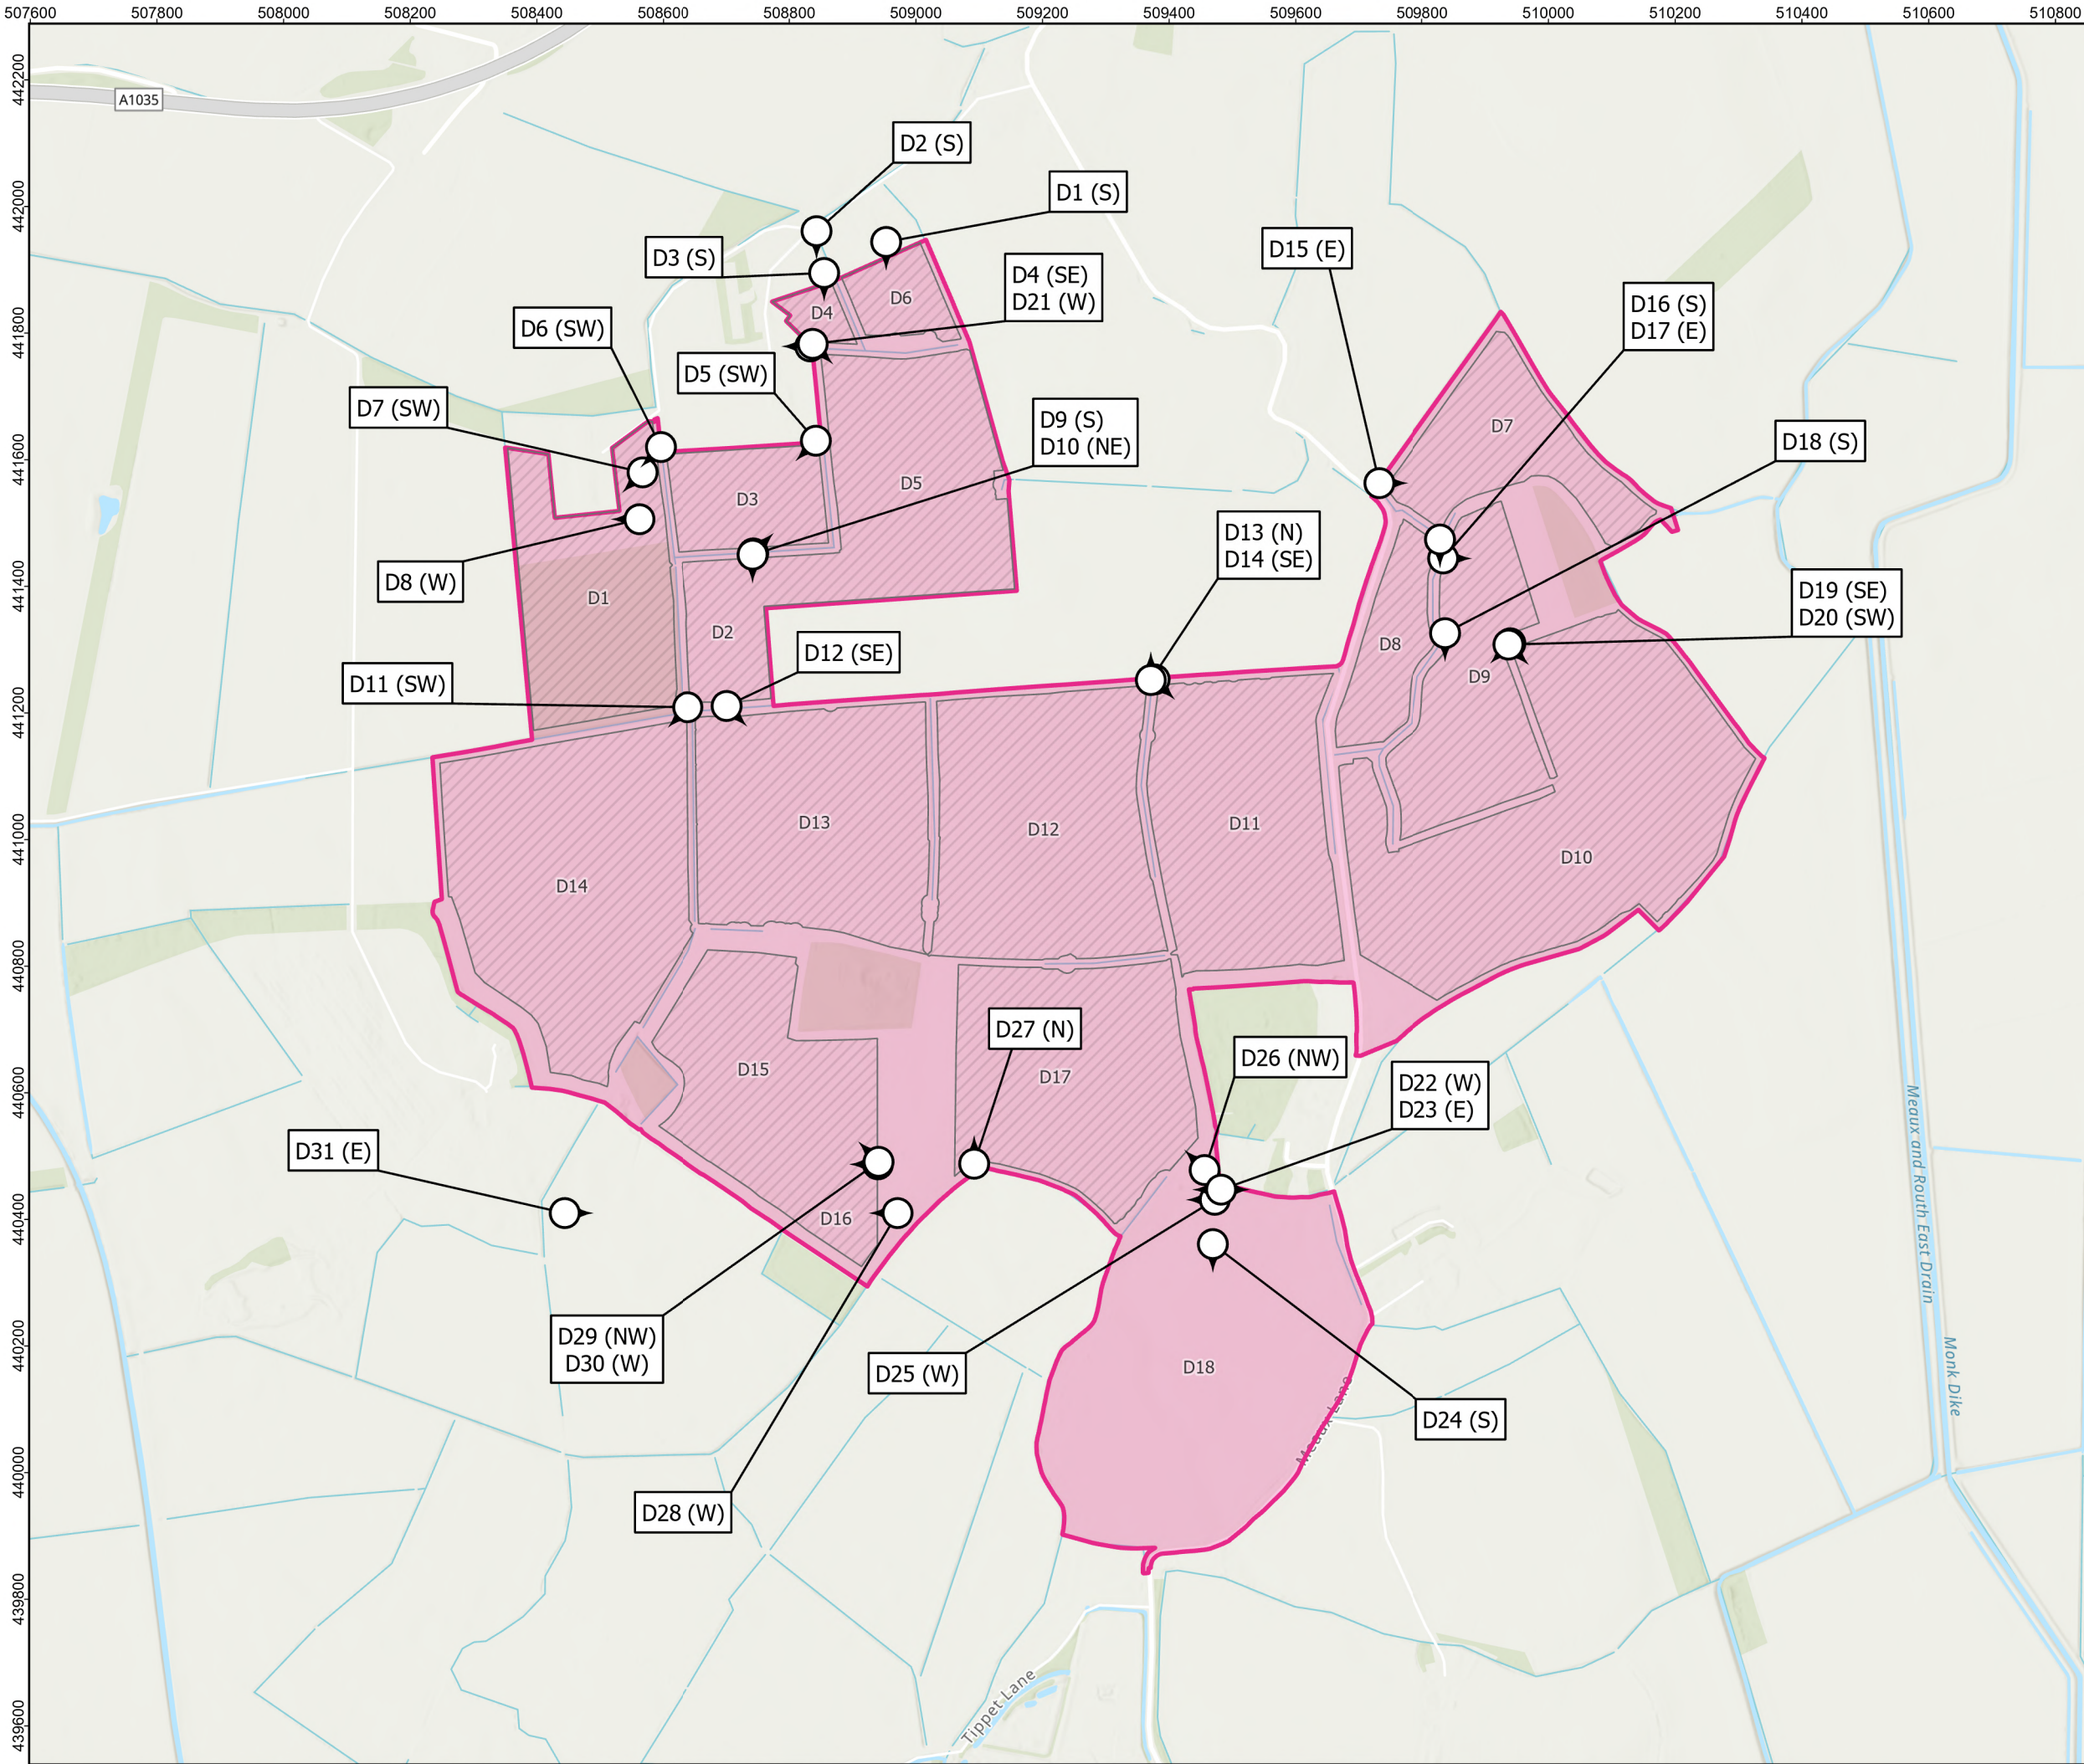 507600 507800 508000 508200 508400 508600 508800 509000 509200 509400 509600 509800 510000 510200 510400 510600 510800
442200
442000
441800
441600
441400
441200
441000
440800
440600
440400
440200
440000
439800
439600
A1035
D2 (S)
D1 (S)
D3 (S)
D4 (SE)
D21 (W)
D15 (E)
D16 (S)
D17 (E)
D6 (SW)
D5 (SW)
D7 (SW)
D9 (S)
D10 (NE)
D18 (S)
D8 (W)
D13 (N)
D14 (SE)
D19 (SE)
D20 (SW)
D12 (SE)
D11 (SW)
D27 (N)
D26 (NW)
D22 (W)
D23 (E)
D31 (E)
D29 (NW)
D30 (W)
D25 (W)
D24 (S)
D28 (W)
D6
D4
D7
D5
D3
D1
D2
D8
D9
D13
D12
D11
D10
D14
D15
D17
D16
D18
Meaux Lane
Tippet Lane
Meaux and Routh East Drain
Monk Dike